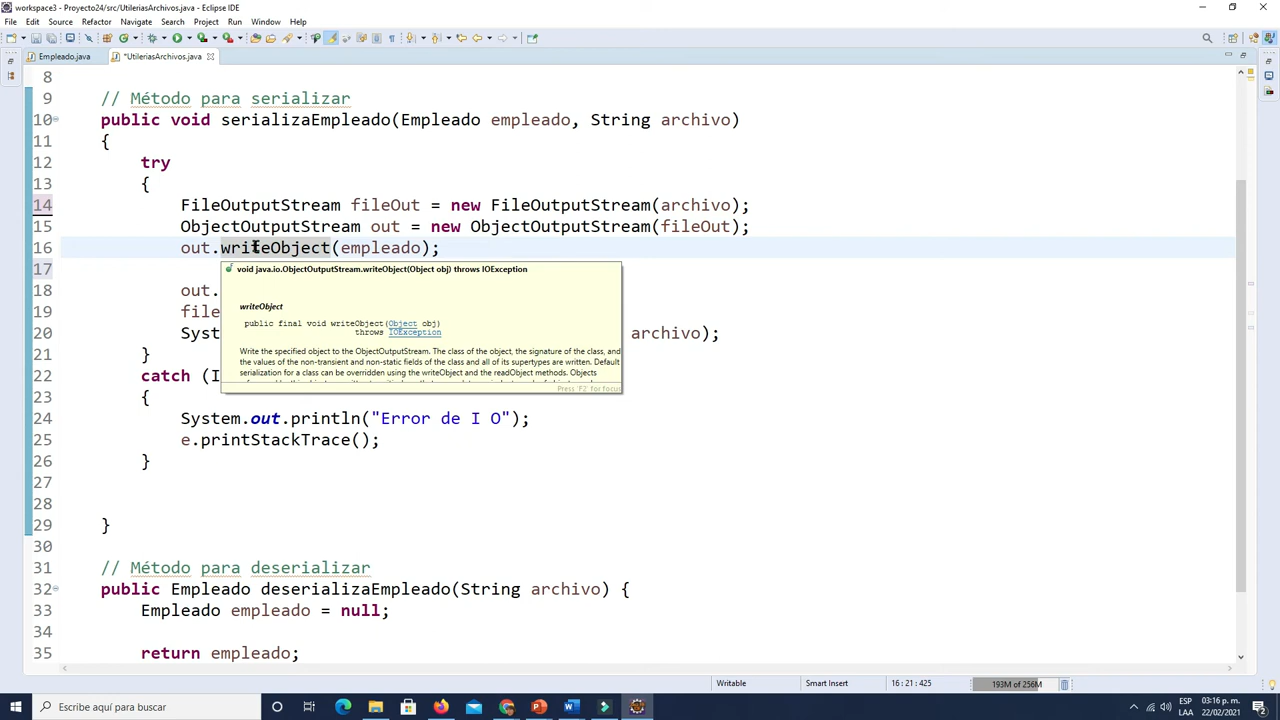 workspace3 - Proyecto24/src/UtileriasArchivos.java - Eclipse IDE
File Edit Source Refactor Navigate Search Project Run Window Help
Empleado.java *UtileriasArchivos.java
8
9 // Método para serializar
10 public void serializaEmpleado(Empleado empleado, String archivo)
11 {
12 try
13 {
14 FileOutputStream fileOut = new FileOutputStream(archivo);
15 ObjectOutputStream out = new ObjectOutputStream(fileOut);
16 out.writeObject(empleado);
17
void java.io.ObjectOutputStream.writeObject(Object obj) throws IOException
18 out.
writeObject
19 file
public final void writeObject(Object obj)
throws IOException
20 Syst archivo);
21 }
Write the specified object to the ObjectOutputStream. The class of the object, the signature of the class, and
the values of the non-transient and non-static fields of the class and all of its supertypes are written. Default
serialization for a class can be overridden using the writeObject and the readObject methods. Objects
22 catch (I
Press 'F2' for focus
23 {
24 System.out.println("Error de I O");
25 e.printStackTrace();
26 }
27
28
29 }
30
31 // Método para deserializar
32 public Empleado deserializaEmpleado(String archivo) {
33 Empleado empleado = null;
34
35 return empleado;
Writable Smart Insert 16 : 21 : 425 193M of 256M
Escribe aquí para buscar
ESP 03:16 p. m.
LAA 22/02/2021
2